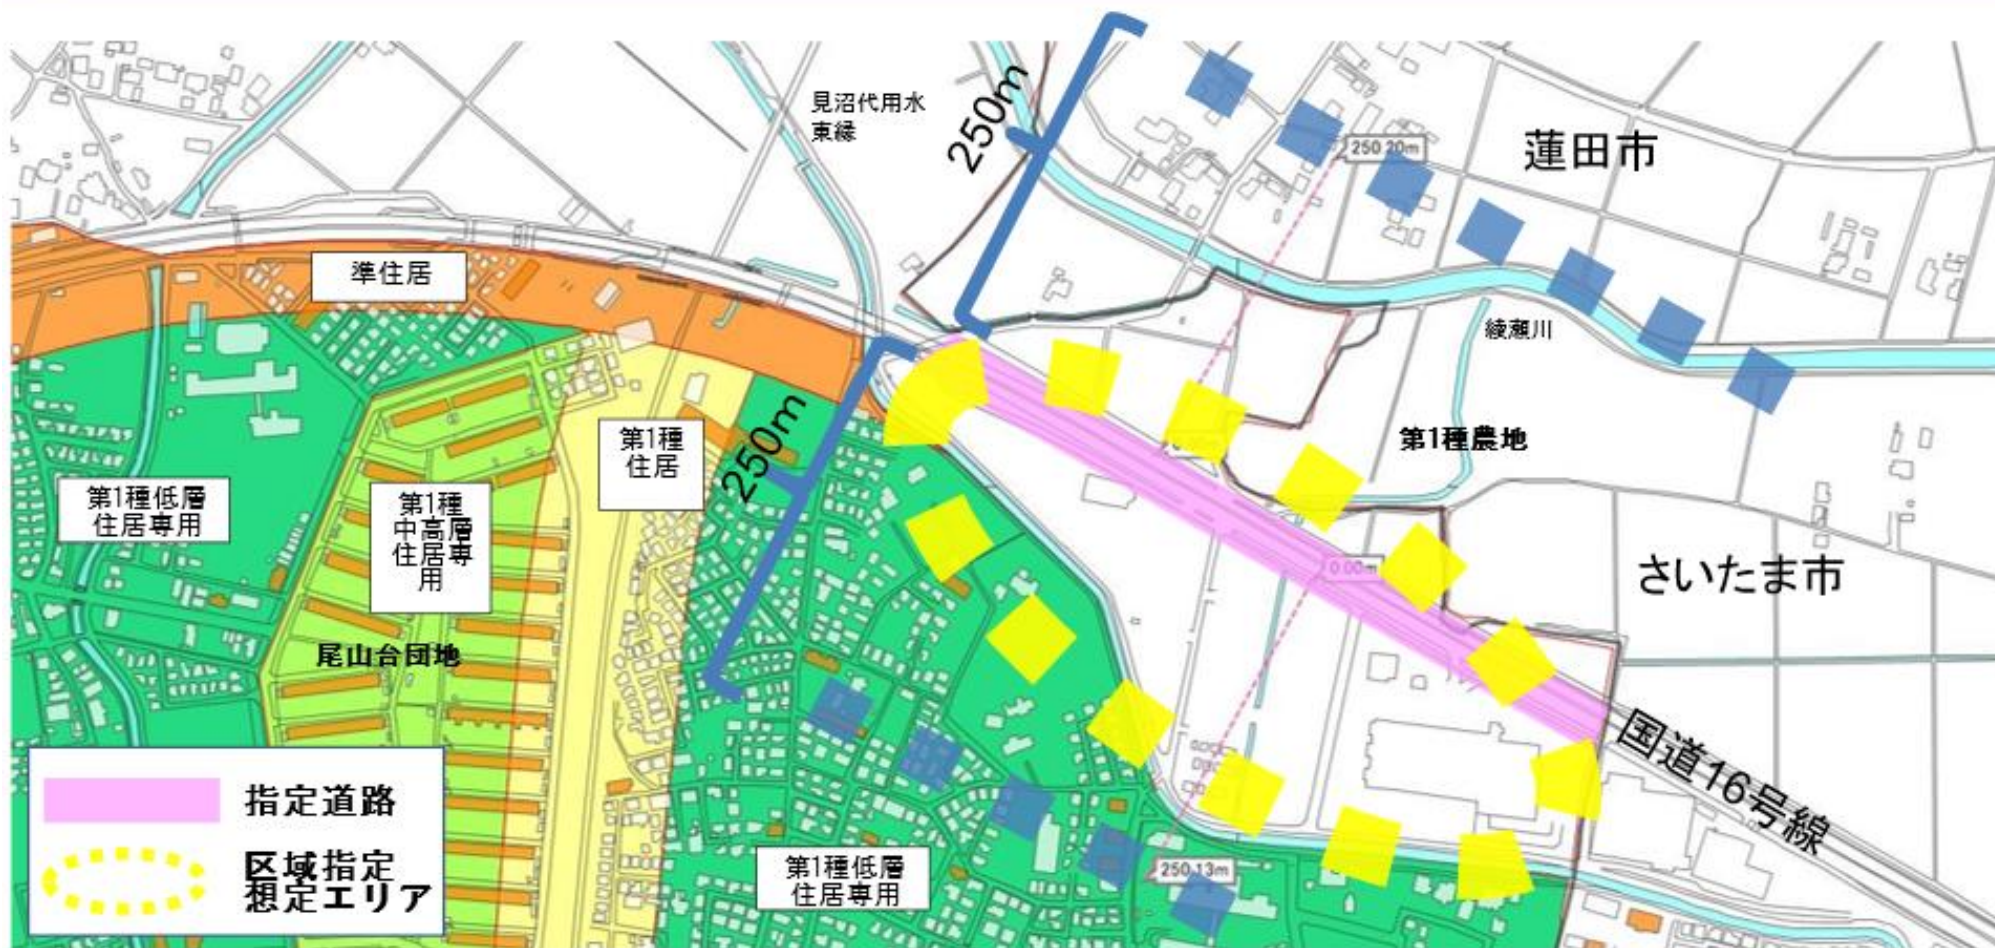 見沼代用水
東縁
250m
250.20m
蓮田市
準住居
綾瀬川
第1種
住居
250m
第1種農地
第1種低層
住居専用
第1種
中高層
住居専
用
0.00m
さいたま市
尾山台団地
国道16号線
指定道路
区域指定
想定エリア
第1種低層
住居専用
250.13m